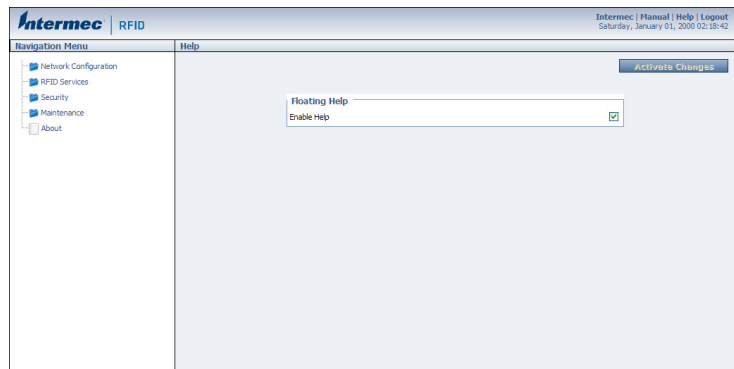 Intermec RFID
Intermec | Manual | Help | Logout
Saturday, January 01, 2000 02:18:42
Navigation Menu
Help
Network Configuration
RFID Services
Security
Maintenance
About
Activate Changes
Floating Help
Enable Help